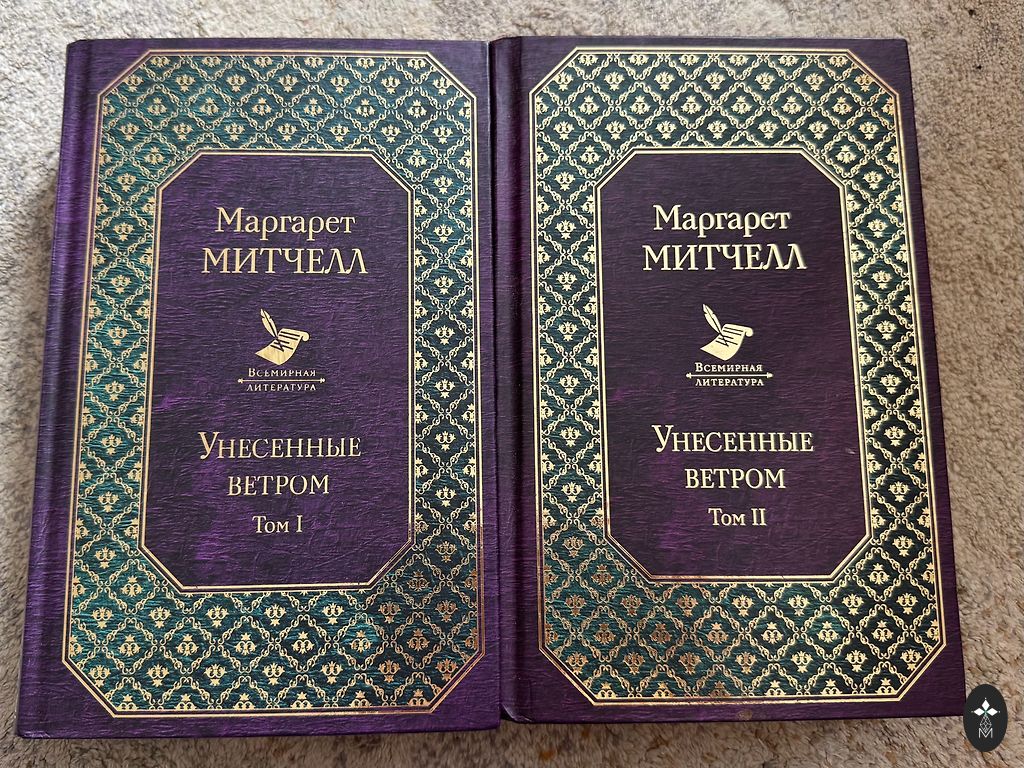 Маргарет
МИТЧЕЛЛ
Всемирная
литература
Унесенные
ветром
Том I
Маргарет
МИТЧЕЛЛ
Всемирная
литература
Унесенные
ветром
Том II
М